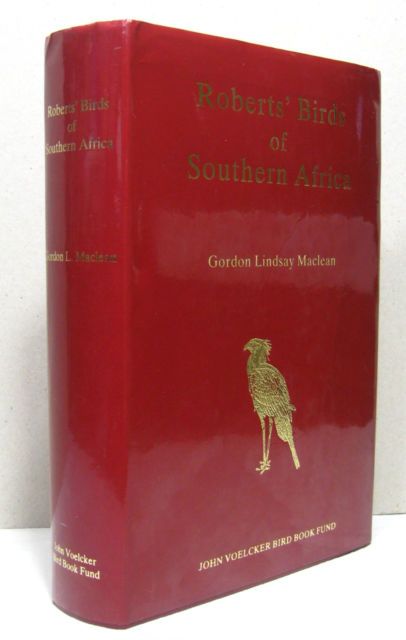 Roberts' Birds
of
Southern Africa
Gordon L. Maclean
John Voelcker
Bird Book Fund
Roberts' Birds
of
Southern Africa
Gordon Lindsay Maclean
JOHN VOELCKER BIRD BOOK FUND